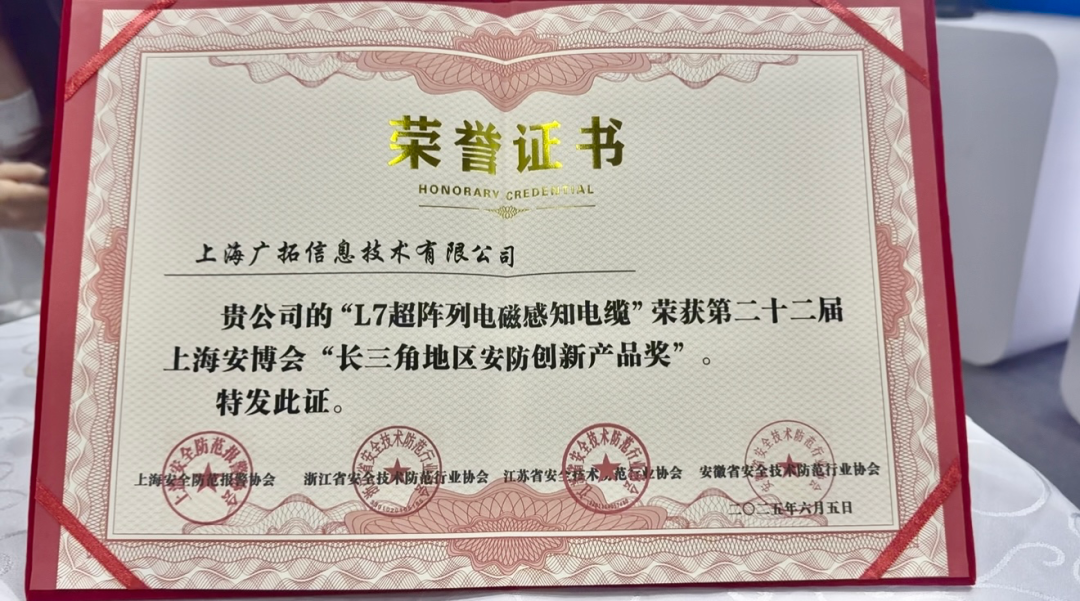 荣誉证书
HONORARY CREDENTIAL
上海广拓信息技术有限公司
贵公司的“L7超阵列电磁感知电缆”荣获第二十二届
上海安博会“长三角地区安防创新产品奖”。
特发此证。
上海安全防范报警协会 浙江省安全技术防范行业协会 江苏省安全技术防范行业协会 安徽省安全技术防范行业协会
二〇二五年六月五日